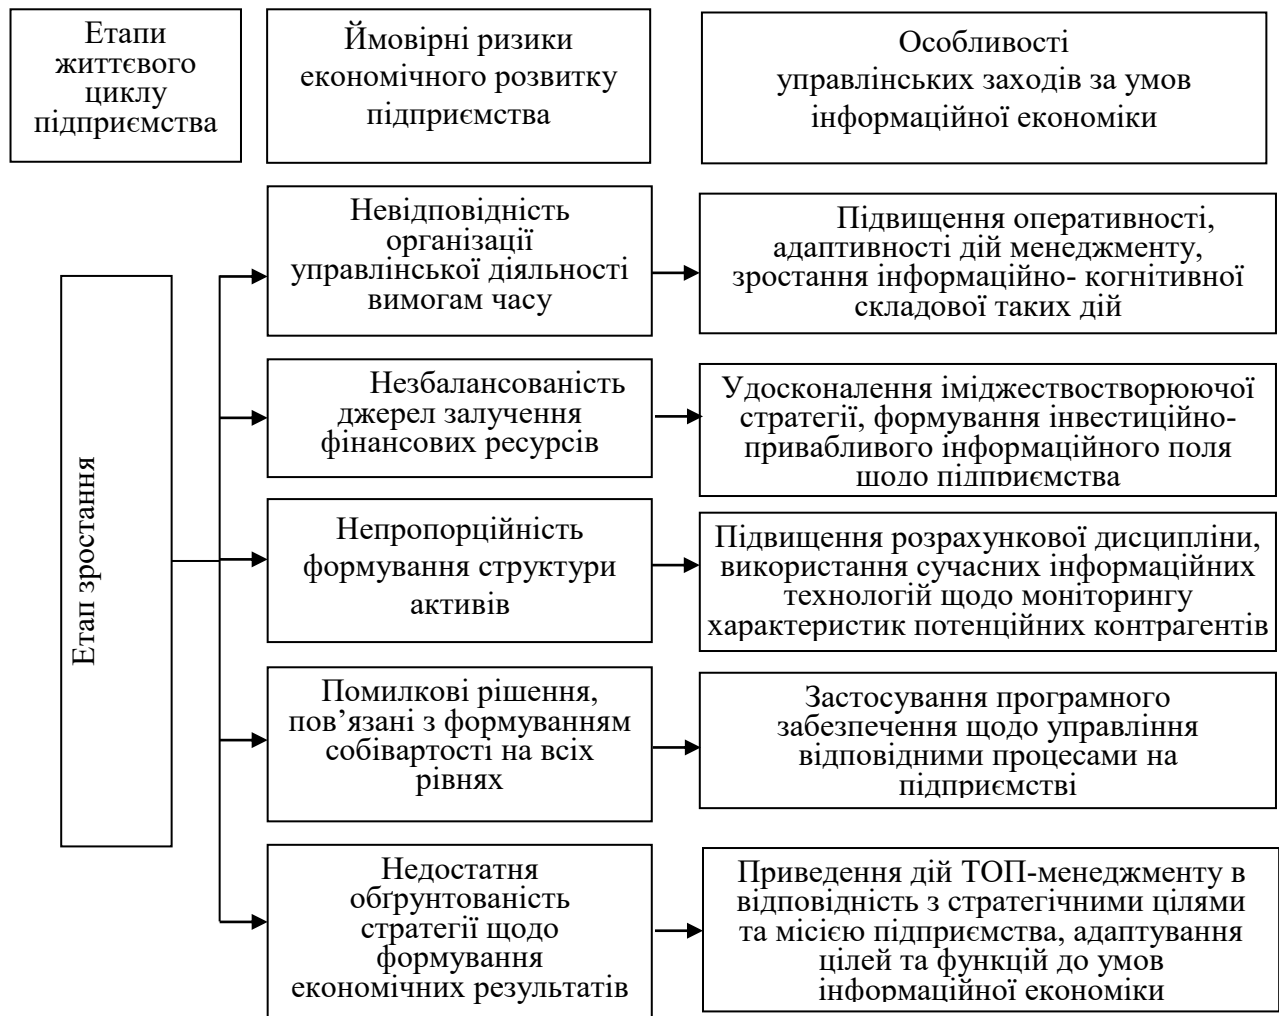 Етапи
життєвого
циклу
підприємства
Ймовірні ризики
економічного розвитку
підприємства
Особливості
управлінських заходів за умов
інформаційної економіки
Етап зростання
Невідповідність
організації
управлінської діяльності
вимогам часу
Підвищення оперативності,
адаптивності дій менеджменту,
зростання інформаційно- когнітивної
складової таких дій
Незбалансованість
джерел залучення
фінансових ресурсів
Удосконалення іміджествостворюючої
стратегії, формування інвестиційно-
привабливого інформаційного поля
щодо підприємства
Непропорційність
формування структури
активів
Підвищення розрахункової дисципліни,
використання сучасних інформаційних
технологій щодо моніторингу
характеристик потенційних контрагентів
Помилкові рішення,
пов’язані з формуванням
собівартості на всіх
рівнях
Застосування програмного
забезпечення щодо управління
відповідними процесами на
підприємстві
Недостатня
обґрунтованість
стратегії щодо
формування
економічних результатів
Приведення дій ТОП-менеджменту в
відповідність з стратегічними цілями
та місією підприємства, адаптування
цілей та функцій до умов
інформаційної економіки